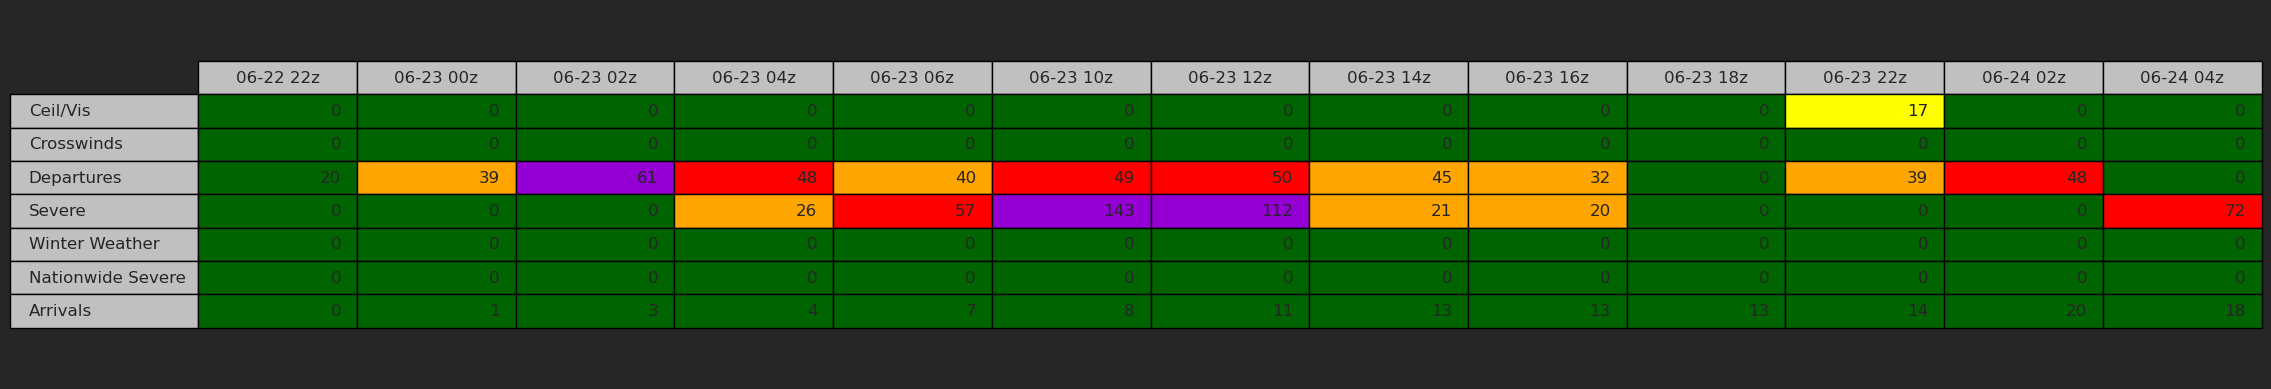 06-22 22z 06-23 00z 06-23 02z 06-23 04z 06-23 06z 06-23 10z 06-23 12z 06-23 14z 06-23 16z 06-23 18z 06-23 22z 06-24 02z 06-24 04z
Ceil/Vis 0 0 0 0 0 0 0 0 0 0 17 0 0
Crosswinds 0 0 0 0 0 0 0 0 0 0 0 0 0
Departures 20 39 61 48 40 49 50 45 32 0 39 48 0
Severe 0 0 0 26 57 143 112 21 20 0 0 0 72
Winter Weather 0 0 0 0 0 0 0 0 0 0 0 0 0
Nationwide Severe 0 0 0 0 0 0 0 0 0 0 0 0 0
Arrivals 0 1 3 4 7 8 11 13 13 13 14 20 18